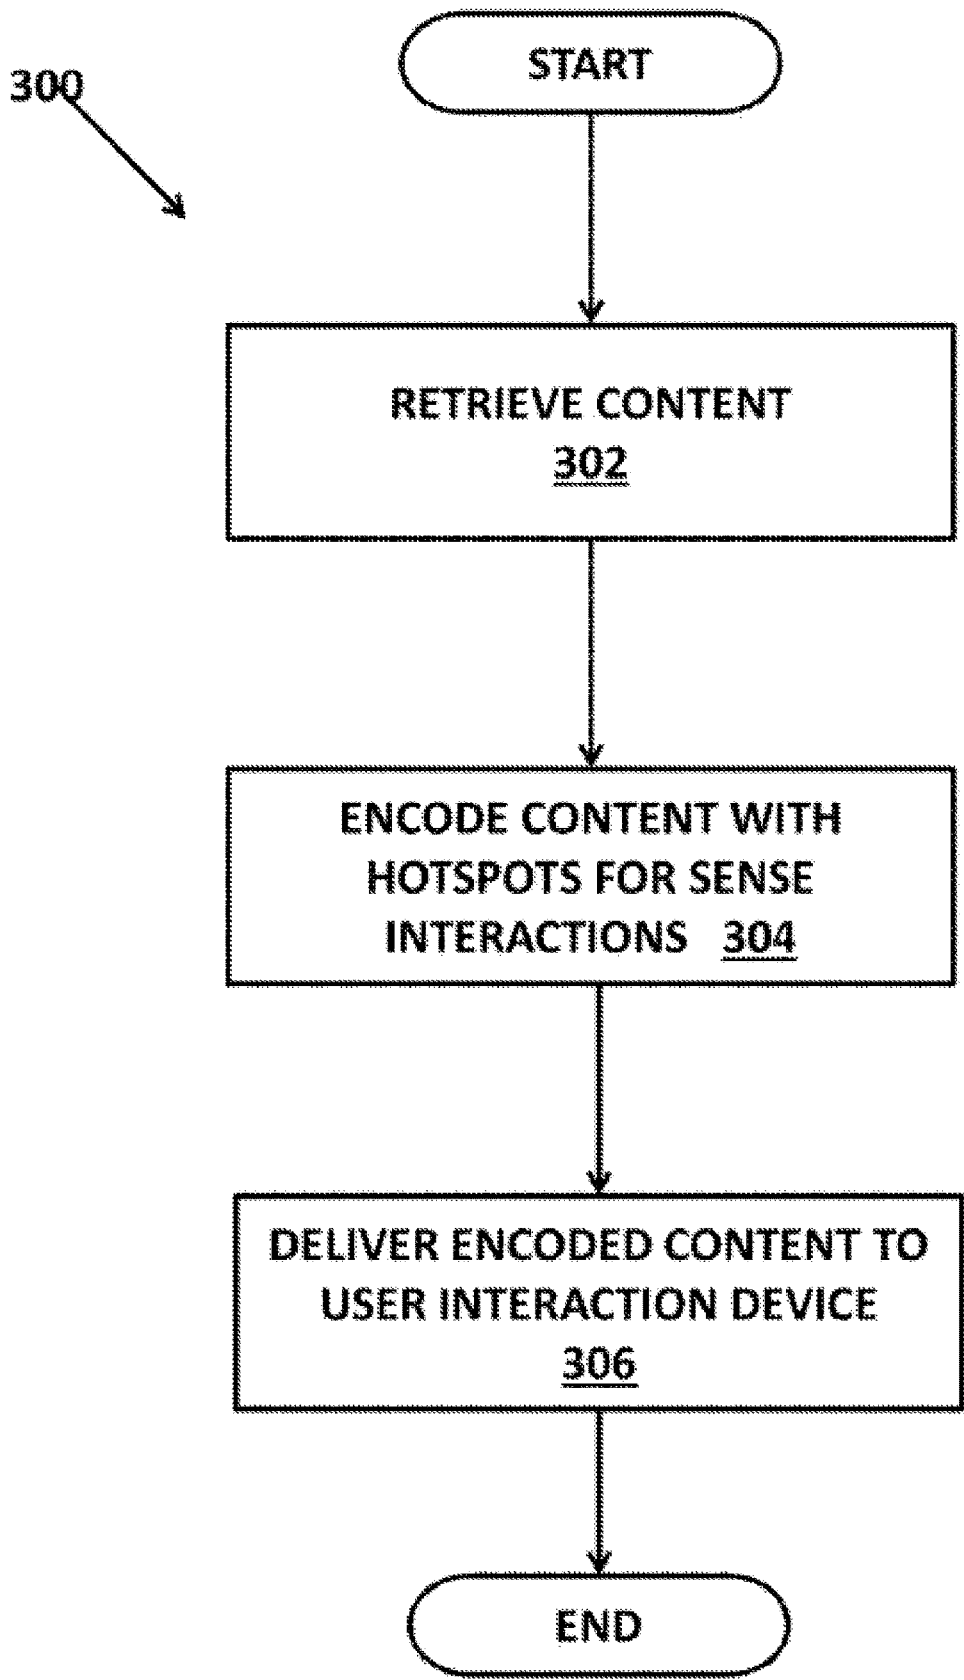 START
300
RETRIEVE CONTENT
302
ENCODE CONTENT WITH
HOTSPOTS FOR SENSE
INTERACTIONS 304
DELIVER ENCODED CONTENT TO
USER INTERACTION DEVICE
306
END